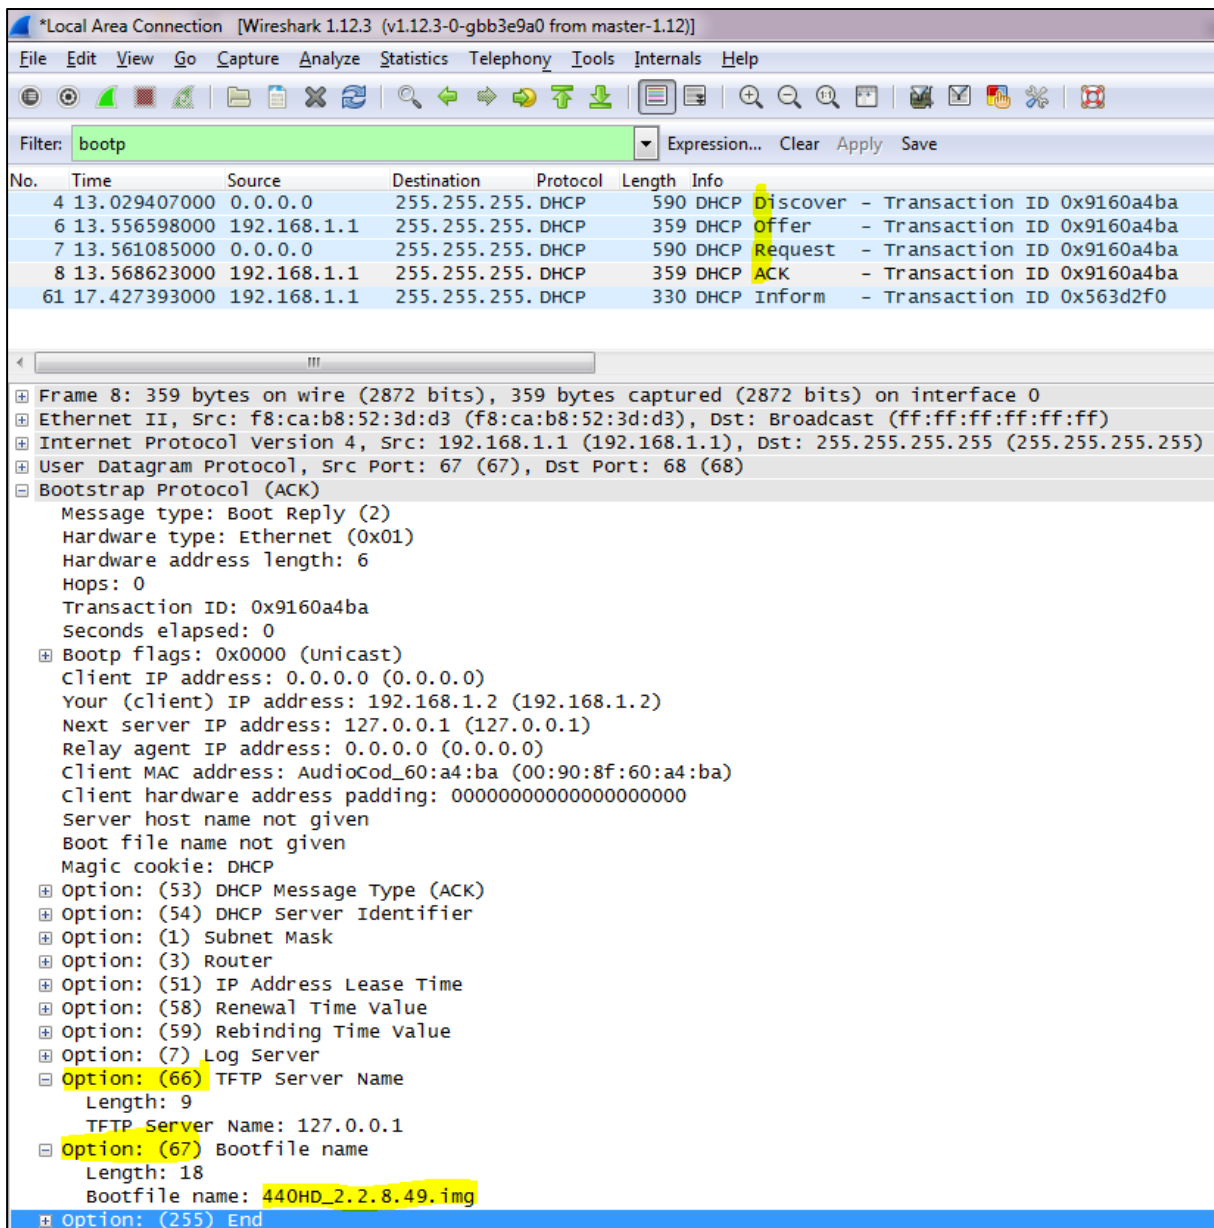 *Local Area Connection [Wireshark 1.12.3 (v1.12.3-0-gbb3e9a0 from master-1.12)]
File Edit View Go Capture Analyze Statistics Telephony Tools Internals Help
Filter: bootp Expression... Clear Apply Save
No. Time Source Destination Protocol Length Info
4 13.029407000 0.0.0.0 255.255.255. DHCP 590 DHCP Discover - Transaction ID 0x9160a4ba
6 13.556598000 192.168.1.1 255.255.255. DHCP 359 DHCP Offer - Transaction ID 0x9160a4ba
7 13.561085000 0.0.0.0 255.255.255. DHCP 590 DHCP Request - Transaction ID 0x9160a4ba
8 13.568623000 192.168.1.1 255.255.255. DHCP 359 DHCP ACK - Transaction ID 0x9160a4ba
61 17.427393000 192.168.1.1 255.255.255. DHCP 330 DHCP Inform - Transaction ID 0x563d2f0
Frame 8: 359 bytes on wire (2872 bits), 359 bytes captured (2872 bits) on interface 0
Ethernet II, Src: f8:ca:b8:52:3d:d3 (f8:ca:b8:52:3d:d3), Dst: Broadcast (ff:ff:ff:ff:ff:ff)
Internet Protocol Version 4, Src: 192.168.1.1 (192.168.1.1), Dst: 255.255.255.255 (255.255.255.255)
User Datagram Protocol, Src Port: 67 (67), Dst Port: 68 (68)
Bootstrap Protocol (ACK)
Message type: Boot Reply (2)
Hardware type: Ethernet (0x01)
Hardware address length: 6
Hops: 0
Transaction ID: 0x9160a4ba
Seconds elapsed: 0
Bootp flags: 0x0000 (Unicast)
Client IP address: 0.0.0.0 (0.0.0.0)
Your (client) IP address: 192.168.1.2 (192.168.1.2)
Next server IP address: 127.0.0.1 (127.0.0.1)
Relay agent IP address: 0.0.0.0 (0.0.0.0)
Client MAC address: AudioCod_60:a4:ba (00:90:8f:60:a4:ba)
Client hardware address padding: 00000000000000000000
Server host name not given
Boot file name not given
Magic cookie: DHCP
Option: (53) DHCP Message Type (ACK)
Option: (54) DHCP Server Identifier
Option: (1) Subnet Mask
Option: (3) Router
Option: (51) IP Address Lease Time
Option: (58) Renewal Time Value
Option: (59) Rebinding Time Value
Option: (7) Log Server
Option: (66) TFTP Server Name
Length: 9
TFTP Server Name: 127.0.0.1
Option: (67) Bootfile name
Length: 18
Bootfile name: 440HD_2.2.8.49.img
Option: (255) End